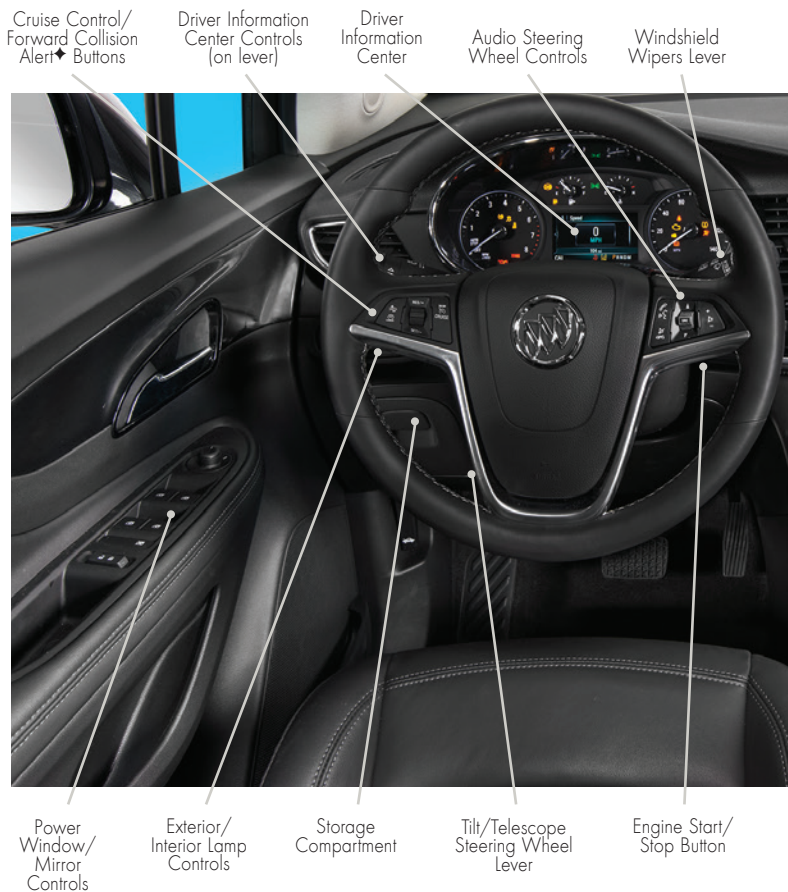 Cruise Control/
Forward Collision
Alert✦ Buttons
Driver Information
Center Controls
(on lever)
Driver
Information
Center
Audio Steering
Wheel Controls
Windshield
Wipers Lever
Speed
0
MPH
Power
Window/
Mirror
Controls
Exterior/
Interior Lamp
Controls
Storage
Compartment
Tilt/Telescope
Steering Wheel
Lever
Engine Start/
Stop Button